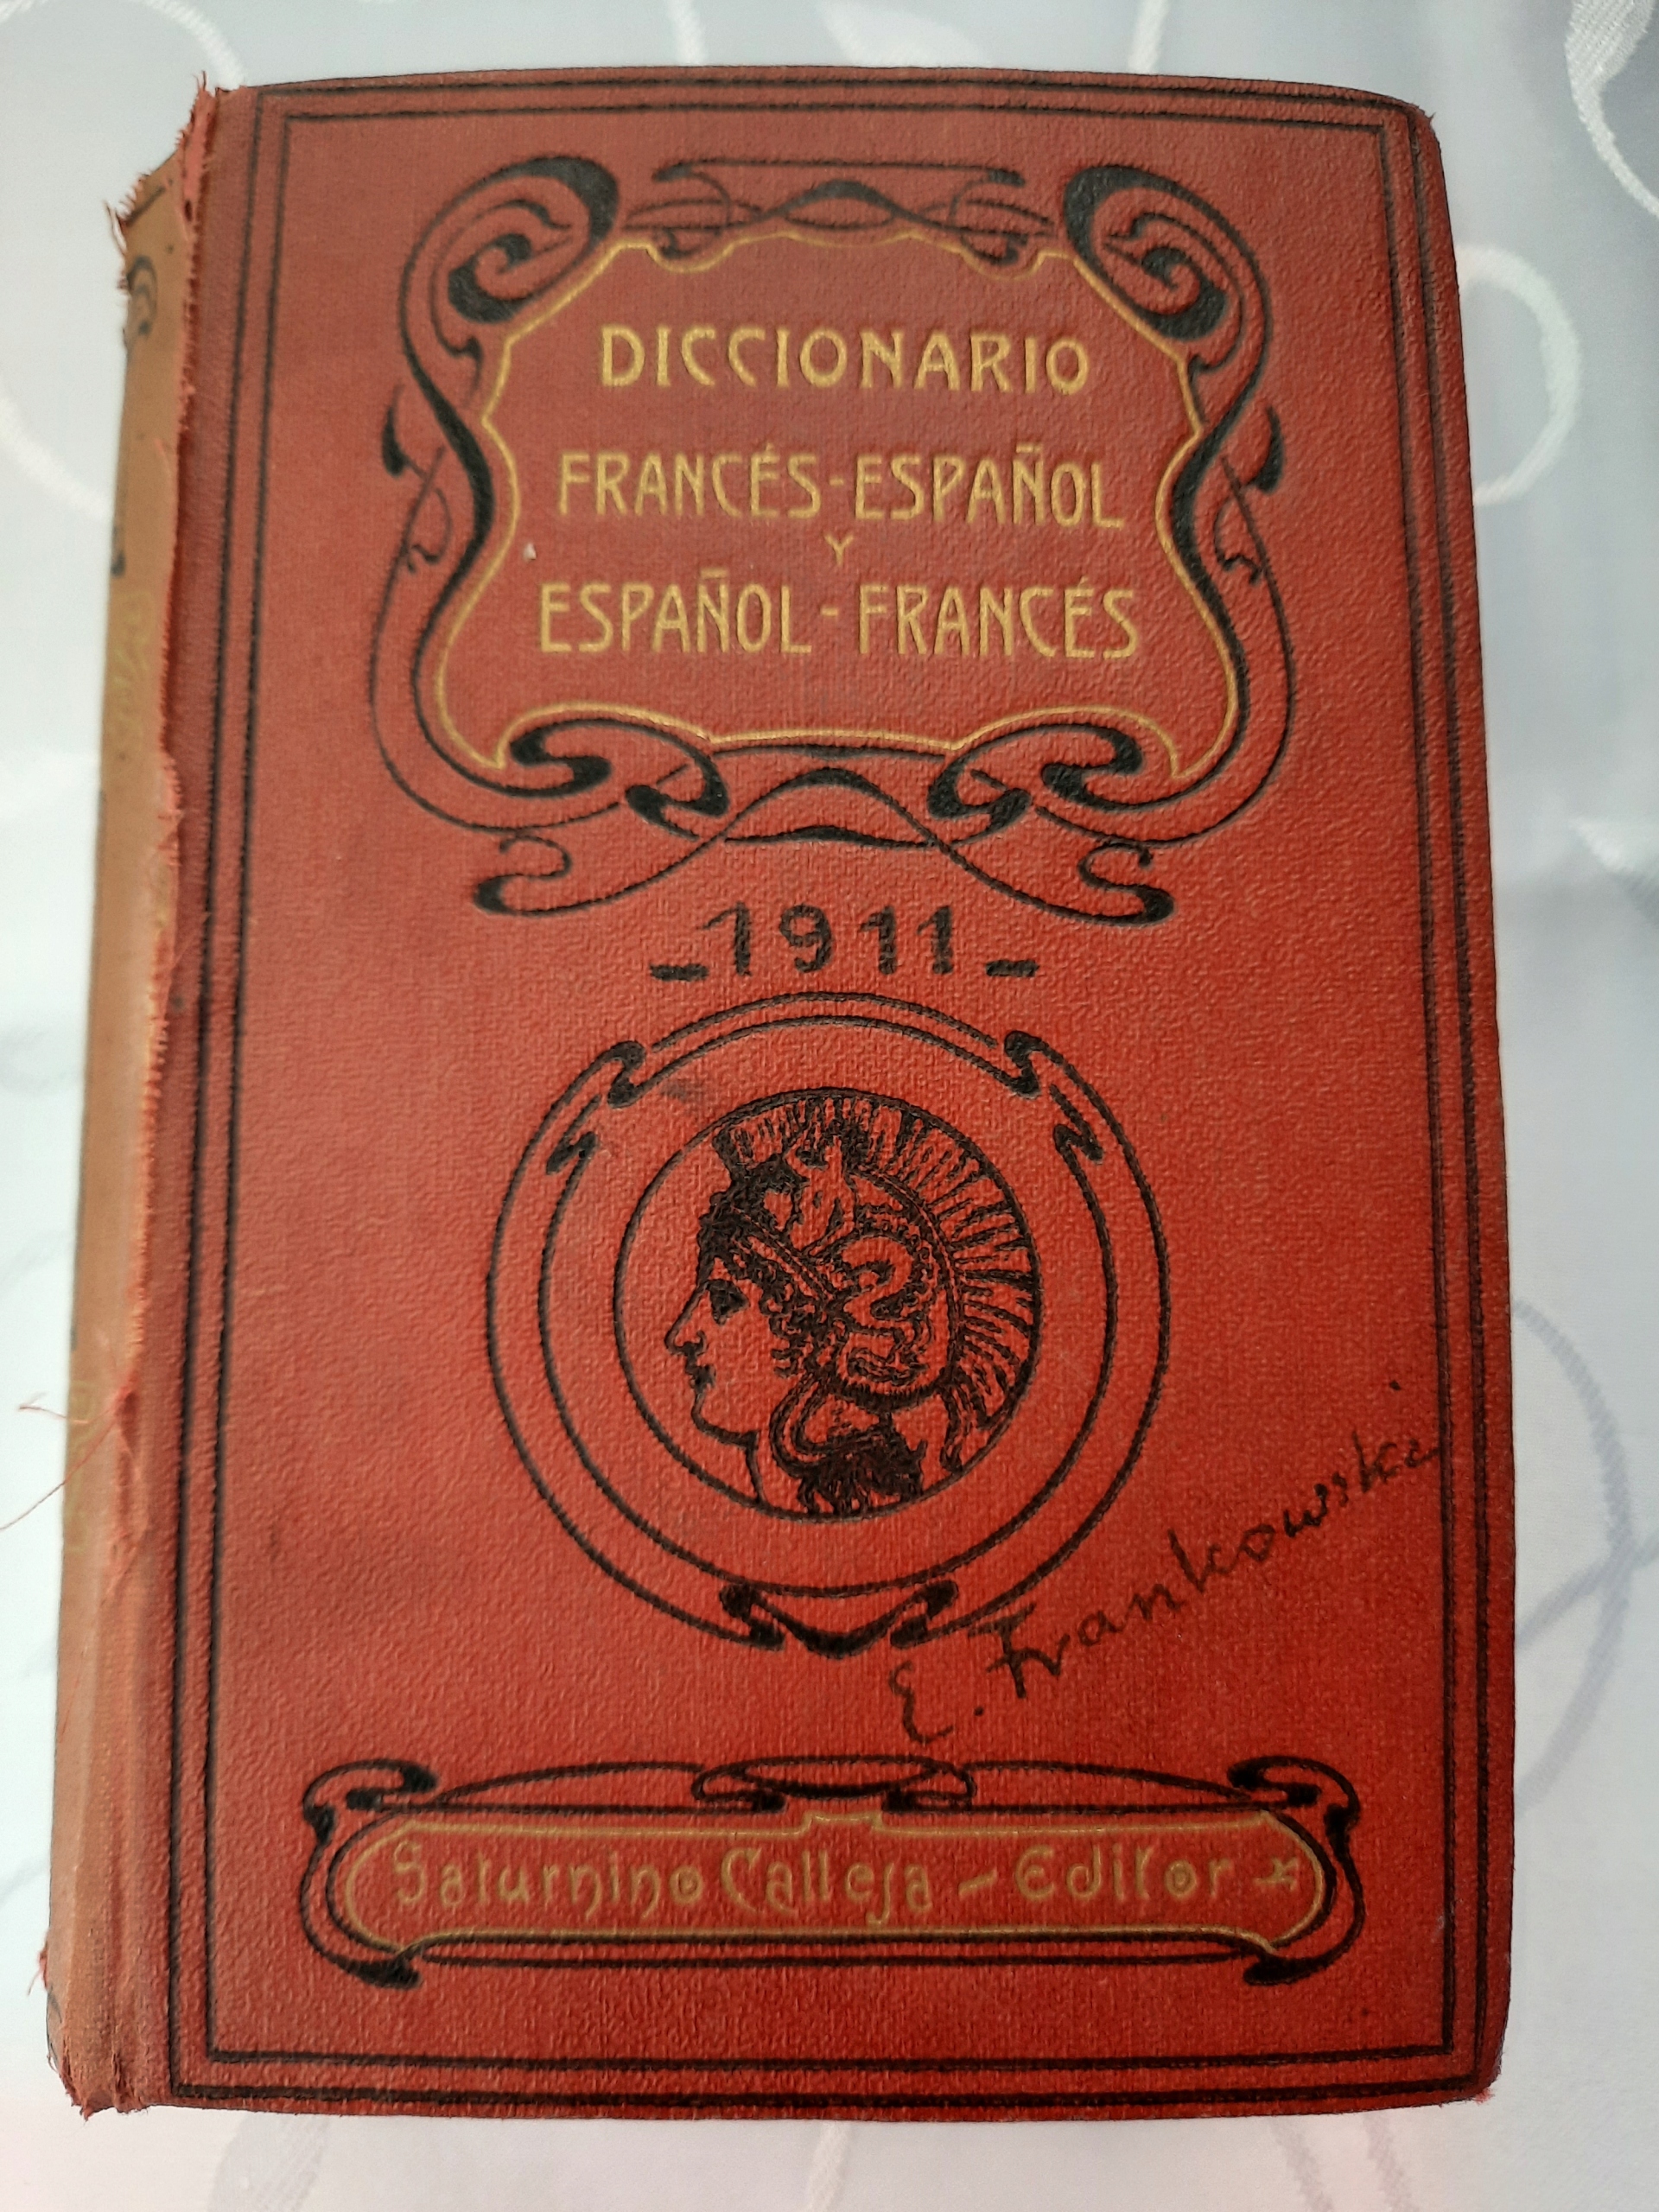 DICCIONARIO
FRANCÉS-ESPAÑOL
Y
ESPAÑOL-FRANCÉS
-1911-
E. Frankowski
Saturnino Calleja - Editor